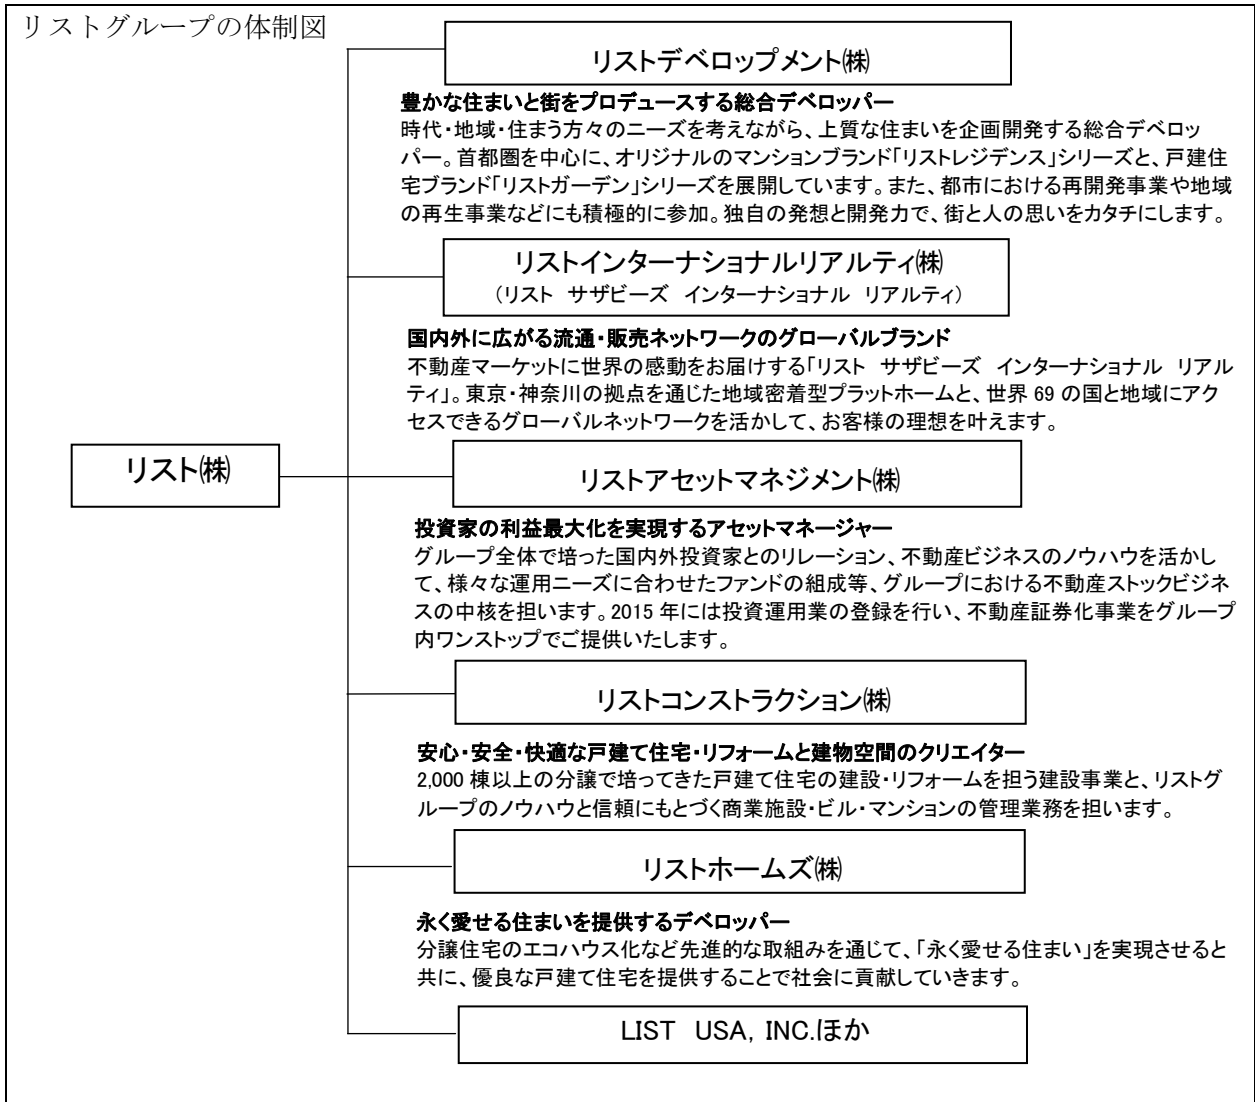 リストグループの体制図
リストデベロップメント㈱
豊かな住まいと街をプロデュースする総合デベロッパー
時代・地域・住まう方々のニーズを考えながら、上質な住まいを企画開発する総合デベロッ
パー。首都圏を中心に、オリジナルのマンションブランド「リストレジデンス」シリーズと、戸建住
宅ブランド「リストガーデン」シリーズを展開しています。また、都市における再開発事業や地域
の再生事業などにも積極的に参加。独自の発想と開発力で、街と人の思いをカタチにします。
リストインターナショナルリアルティ㈱
（リスト　サザビーズ　インターナショナル　リアルティ）
国内外に広がる流通・販売ネットワークのグローバルブランド
不動産マーケットに世界の感動をお届けする「リスト　サザビーズ　インターナショナル　リアル
ティ」。東京・神奈川の拠点を通じた地域密着型プラットホームと、世界 69 の国と地域にアク
セスできるグローバルネットワークを活かして、お客様の理想を叶えます。
リスト㈱
リストアセットマネジメント㈱
投資家の利益最大化を実現するアセットマネージャー
グループ全体で培った国内外投資家とのリレーション、不動産ビジネスのノウハウを活かし
て、様々な運用ニーズに合わせたファンドの組成等、グループにおける不動産ストックビジネ
スの中核を担います。2015 年には投資運用業の登録を行い、不動産証券化事業をグループ
内ワンストップでご提供いたします。
リストコンストラクション㈱
安心・安全・快適な戸建て住宅・リフォームと建物空間のクリエイター
2,000 棟以上の分譲で培ってきた戸建て住宅の建設・リフォームを担う建設事業と、リストグ
ループのノウハウと信頼にもとづく商業施設・ビル・マンションの管理業務を担います。
リストホームズ㈱
永く愛せる住まいを提供するデベロッパー
分譲住宅のエコハウス化など先進的な取組みを通じて、「永く愛せる住まい」を実現させると
共に、優良な戸建て住宅を提供することで社会に貢献していきます。
LIST　USA, INC.ほか